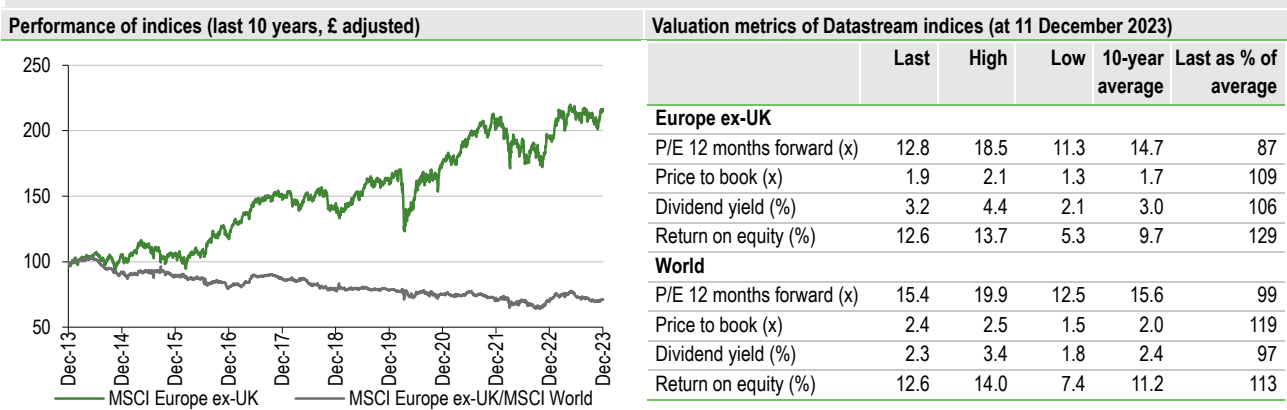 Performance of indices (last 10 years, £ adjusted)
250
200
150
100
50
Dec-13
Dec-14
Dec-15
Dec-16
Dec-17
Dec-18
Dec-19
Dec-20
Dec-21
Dec-22
Dec-23
MSCI Europe ex-UK MSCI Europe ex-UK/MSCI World
Valuation metrics of Datastream indices (at 11 December 2023)
Last High Low 10-year average Last as % of average
Europe ex-UK
P/E 12 months forward (x) 12.8 18.5 11.3 14.7 87
Price to book (x) 1.9 2.1 1.3 1.7 109
Dividend yield (%) 3.2 4.4 2.1 3.0 106
Return on equity (%) 12.6 13.7 5.3 9.7 129
World
P/E 12 months forward (x) 15.4 19.9 12.5 15.6 99
Price to book (x) 2.4 2.5 1.5 2.0 119
Dividend yield (%) 2.3 3.4 1.8 2.4 97
Return on equity (%) 12.6 14.0 7.4 11.2 113